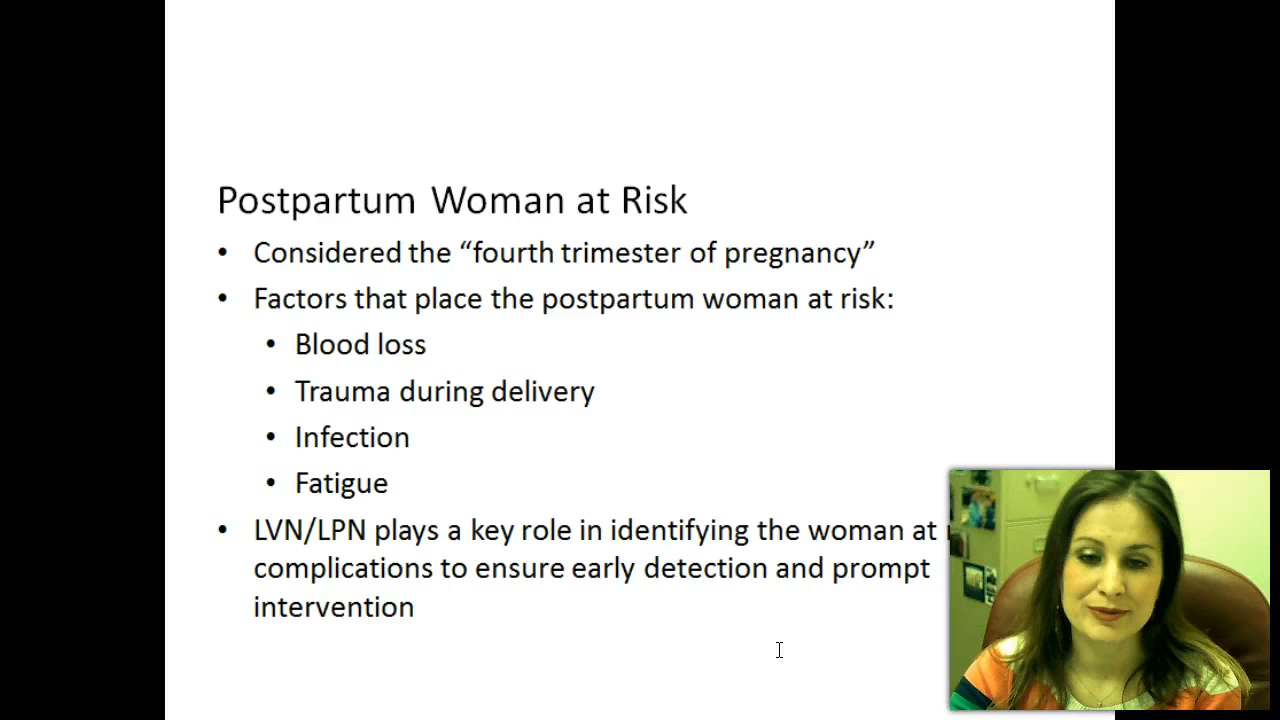 Postpartum Woman at Risk
• Considered the “fourth trimester of pregnancy”
• Factors that place the postpartum woman at risk:
• Blood loss
• Trauma during delivery
• Infection
• Fatigue
• LVN/LPN plays a key role in identifying the woman at
complications to ensure early detection and prompt
intervention